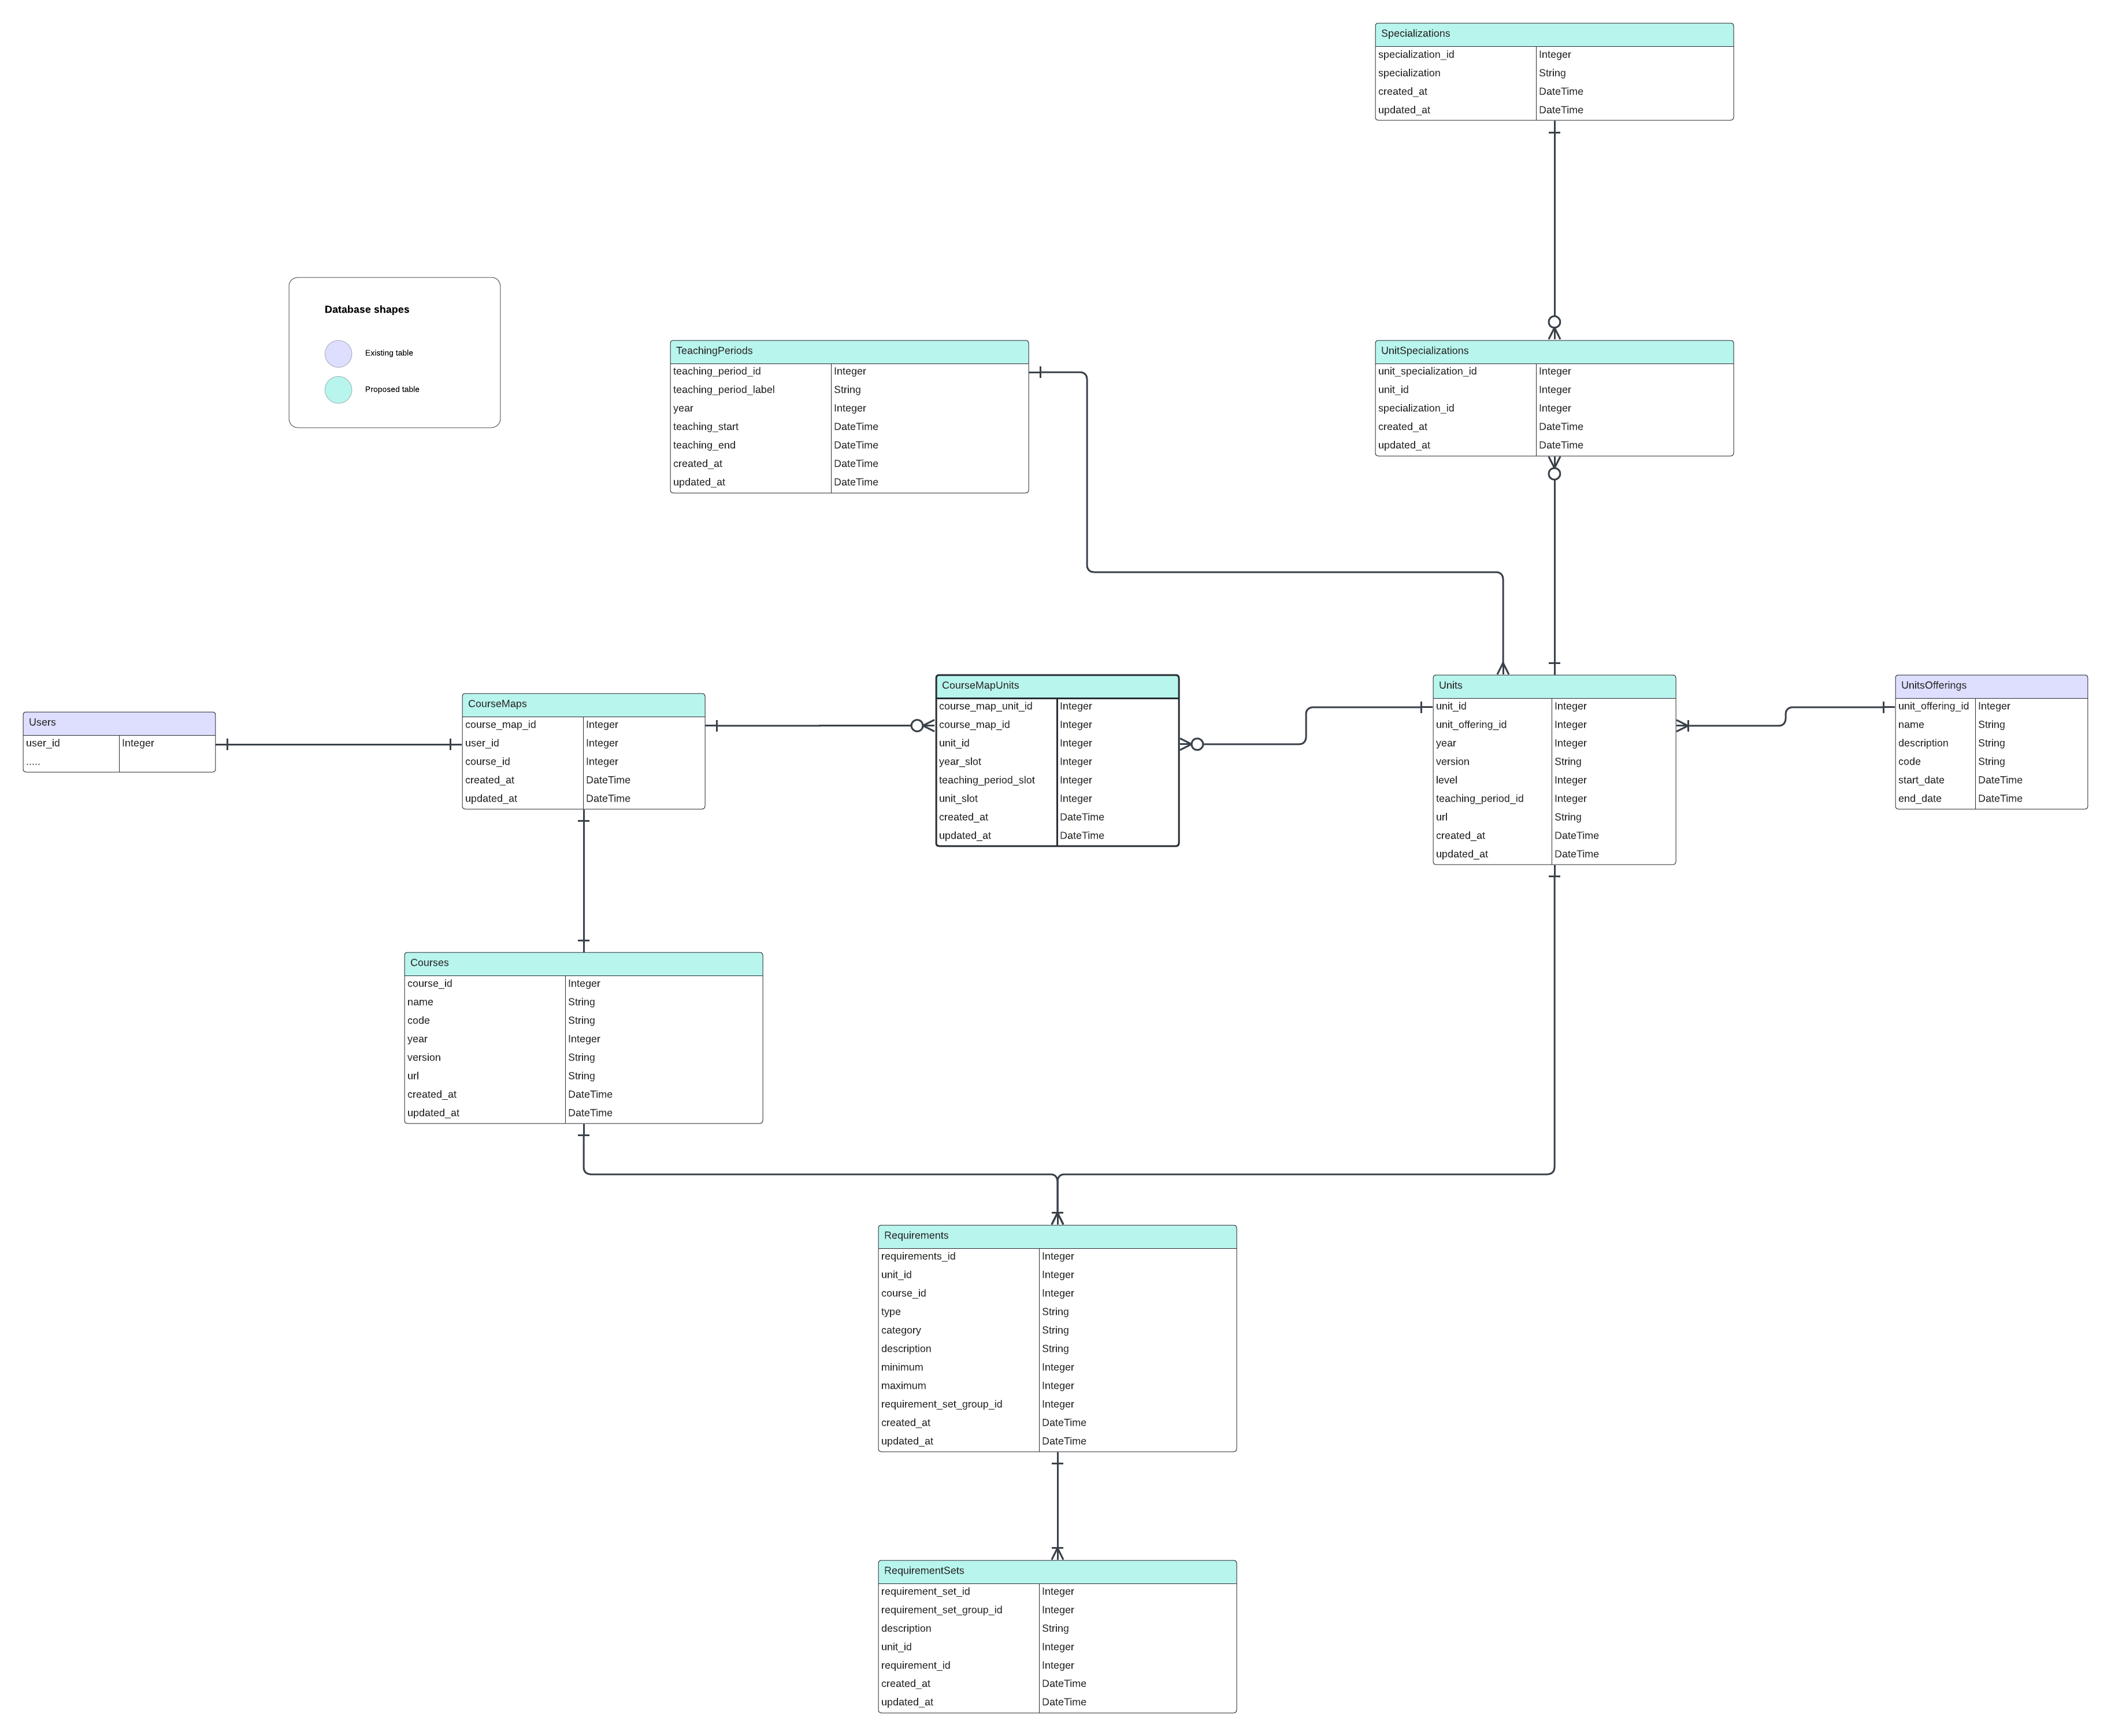 Specializations
specialization_id Integer
specialization String
created_at DateTime
updated_at DateTime
Database shapes
Existing table
Proposed table
TeachingPeriods
teaching_period_id Integer
teaching_period_label String
year Integer
teaching_start DateTime
teaching_end DateTime
created_at DateTime
updated_at DateTime
UnitSpecializations
unit_specialization_id Integer
unit_id Integer
specialization_id Integer
created_at DateTime
updated_at DateTime
Users
user_id Integer
.....
CourseMaps
course_map_id Integer
user_id Integer
course_id Integer
created_at DateTime
updated_at DateTime
CourseMapUnits
course_map_unit_id Integer
course_map_id Integer
unit_id Integer
year_slot Integer
teaching_period_slot Integer
unit_slot Integer
created_at DateTime
updated_at DateTime
Units
unit_id Integer
unit_offering_id Integer
year Integer
version String
level Integer
teaching_period_id Integer
url String
created_at DateTime
updated_at DateTime
UnitsOfferings
unit_offering_id Integer
name String
description String
code String
start_date DateTime
end_date DateTime
Courses
course_id Integer
name String
code String
year Integer
version String
url String
created_at DateTime
updated_at DateTime
Requirements
requirements_id Integer
unit_id Integer
course_id Integer
type String
category String
description String
minimum Integer
maximum Integer
requirement_set_group_id Integer
created_at DateTime
updated_at DateTime
RequirementSets
requirement_set_id Integer
requirement_set_group_id Integer
description String
unit_id Integer
requirement_id Integer
created_at DateTime
updated_at DateTime